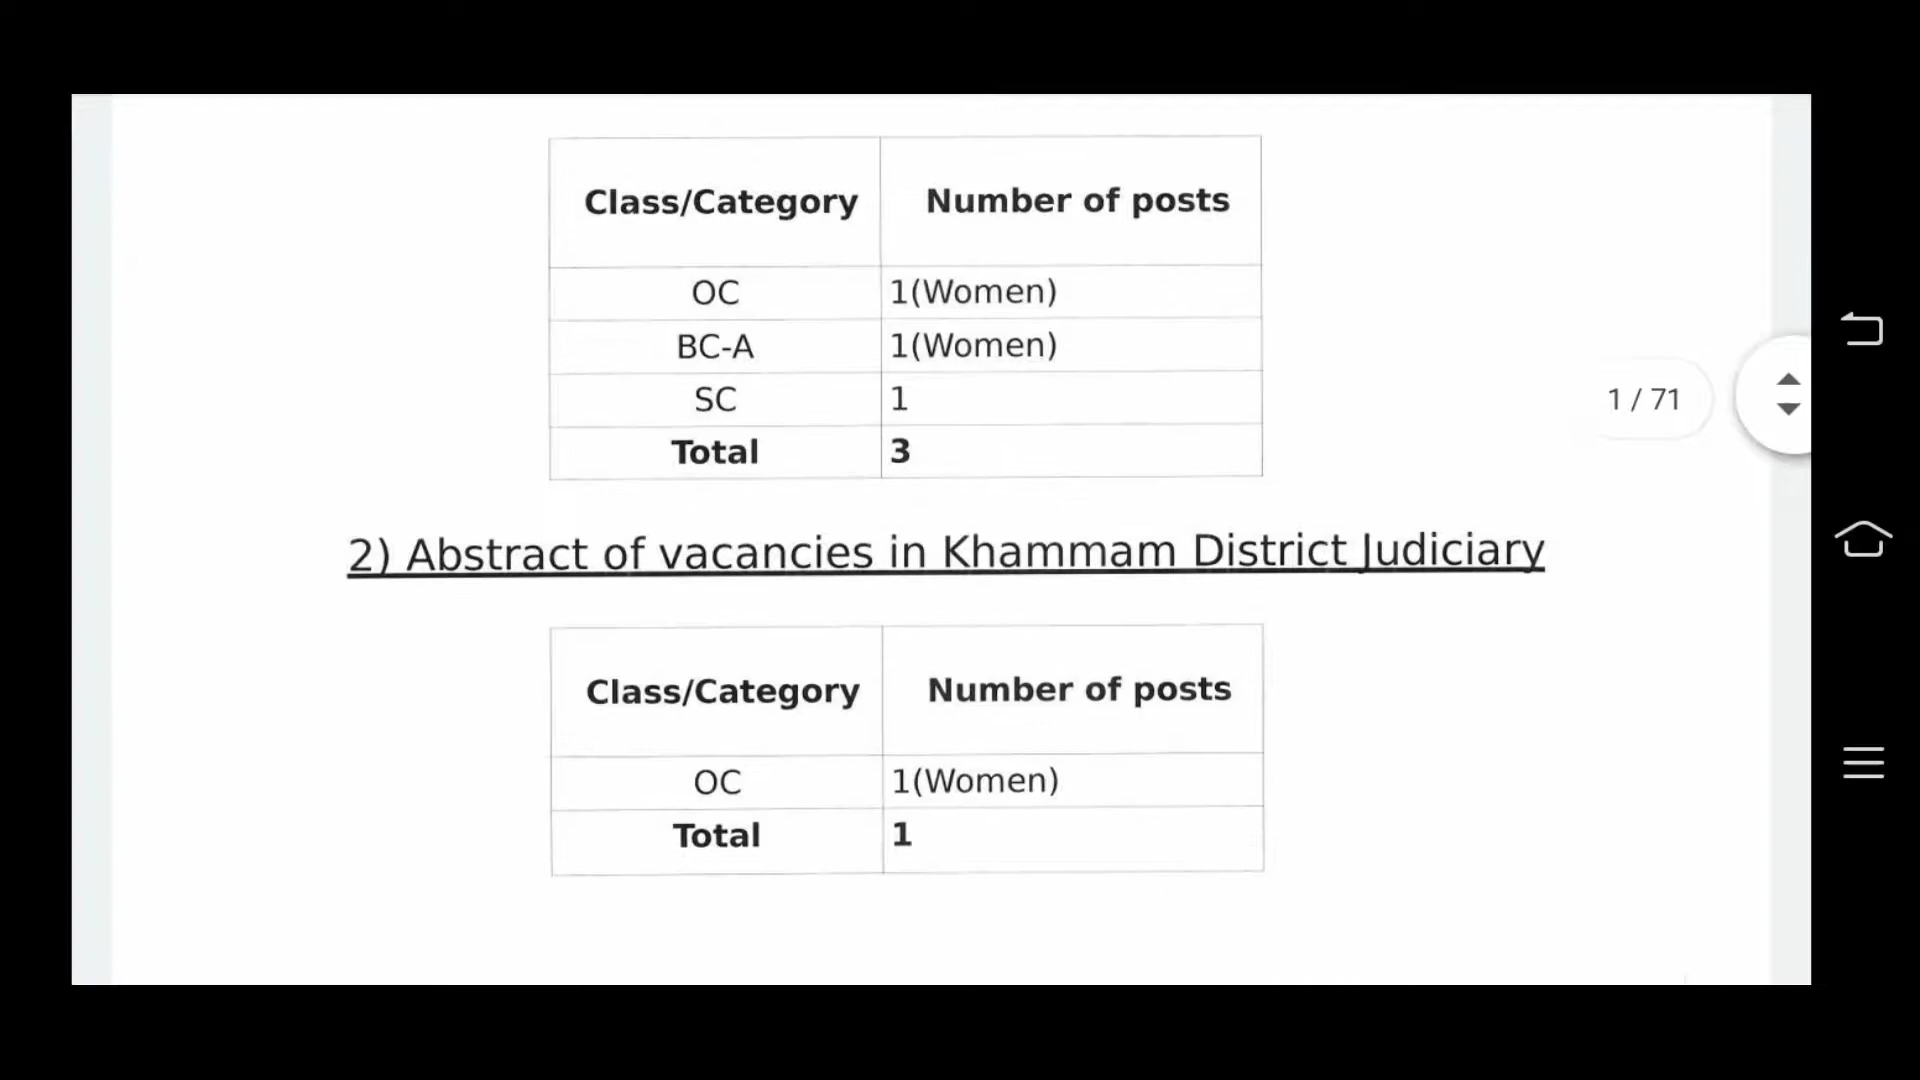 Class/Category Number of posts
OC 1(Women)
BC-A 1(Women)
SC 1
Total 3
1 / 71
2) Abstract of vacancies in Khammam District Judiciary
Class/Category Number of posts
OC 1(Women)
Total 1